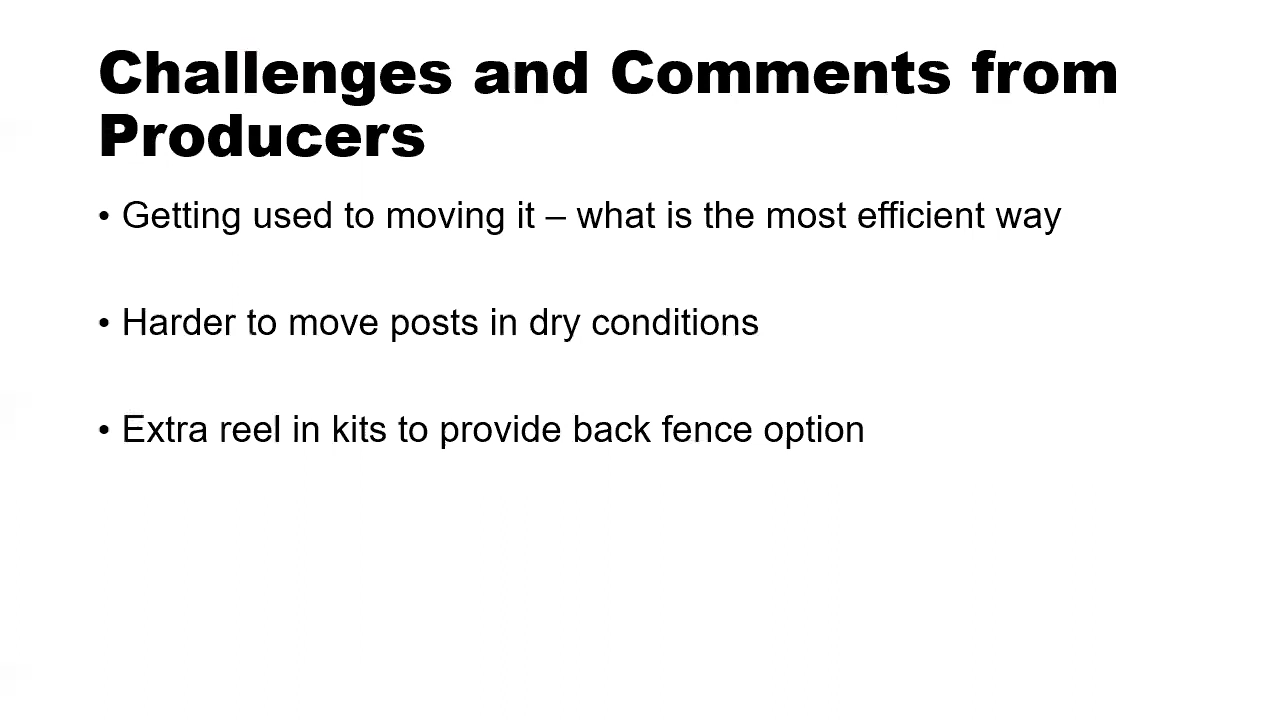 Challenges and Comments from
Producers
• Getting used to moving it – what is the most efficient way
• Harder to move posts in dry conditions
• Extra reel in kits to provide back fence option